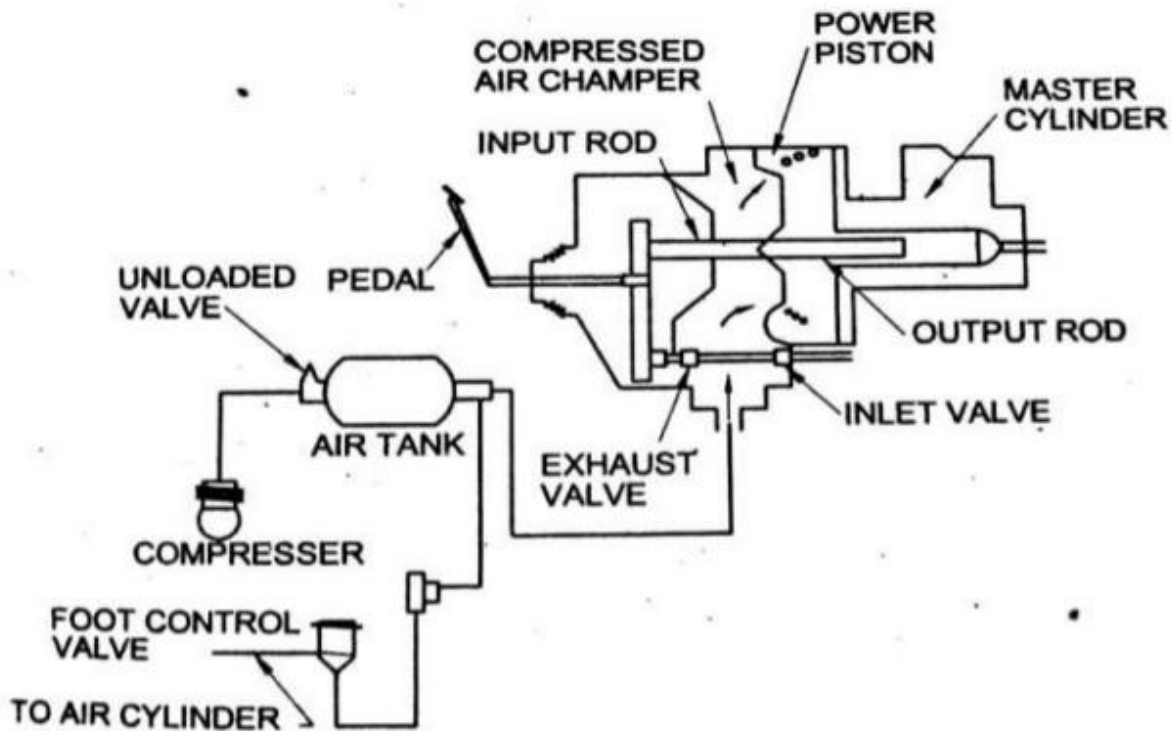 POWER
PISTON
COMPRESSED
AIR CHAMPER
MASTER
CYLINDER
INPUT ROD
UNLOADED
VALVE
PEDAL
OUTPUT ROD
AIR TANK
INLET VALVE
EXHAUST
VALVE
COMPRESSER
FOOT CONTROL
VALVE
TO AIR CYLINDER